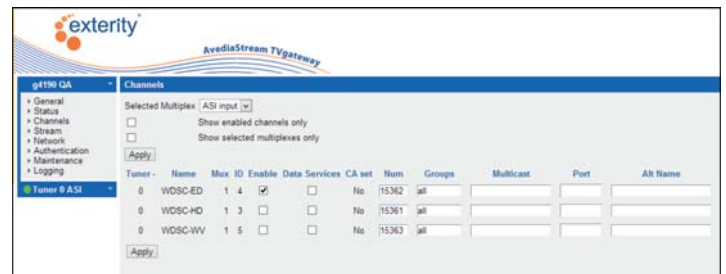 exterity
AvediaStream TVgateway
g4190 QA
Channels
General
Status
Channels
Stream
Network
Authentication
Maintenance
Logging
Tuner 0 ASI
Selected Multiplex ASI input
Show enabled channels only
Show selected multiplexes only
Apply
Tuner - Name Mux ID Enable Data Services CA set Num Groups Multicast Port Alt Name
0 WDSC-ED 1 4 No 15362 all
0 WDSC-HD 1 3 No 15361 all
0 WDSC-WV 1 5 No 15363 all
Apply